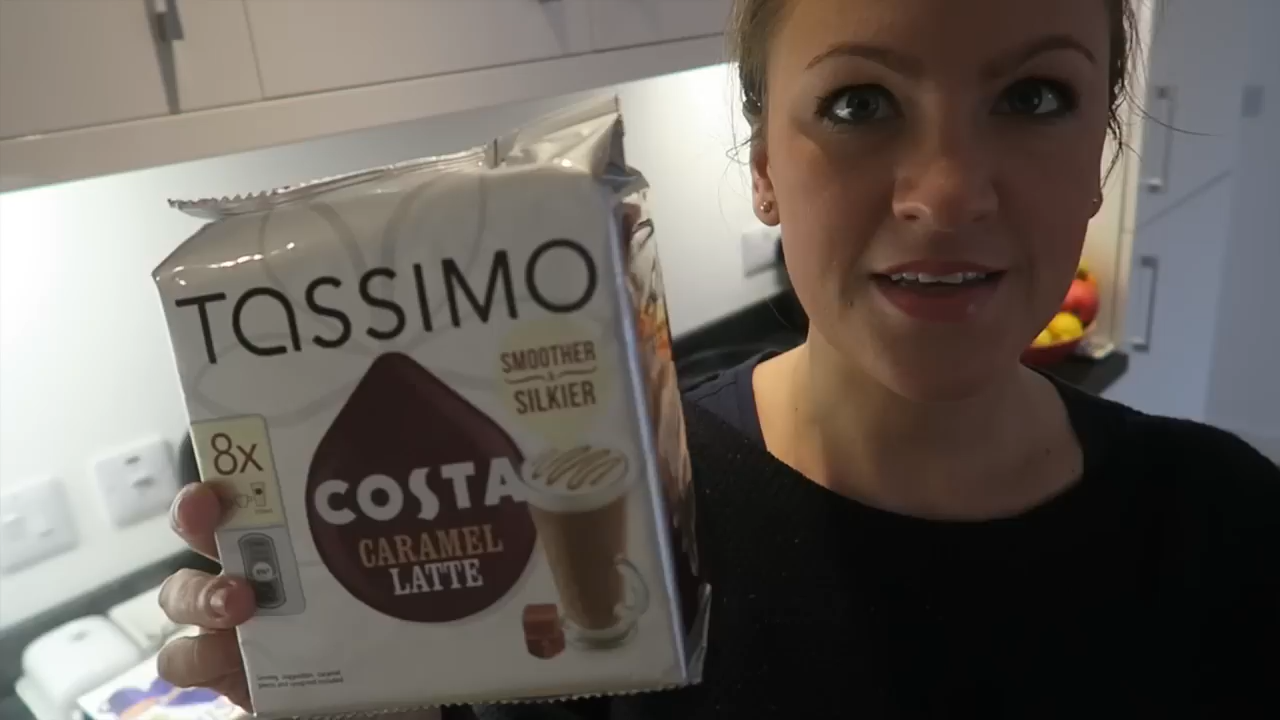 TASSIMO
SMOOTHER
&
SILKIER
8x
COSTA
CARAMEL
LATTE